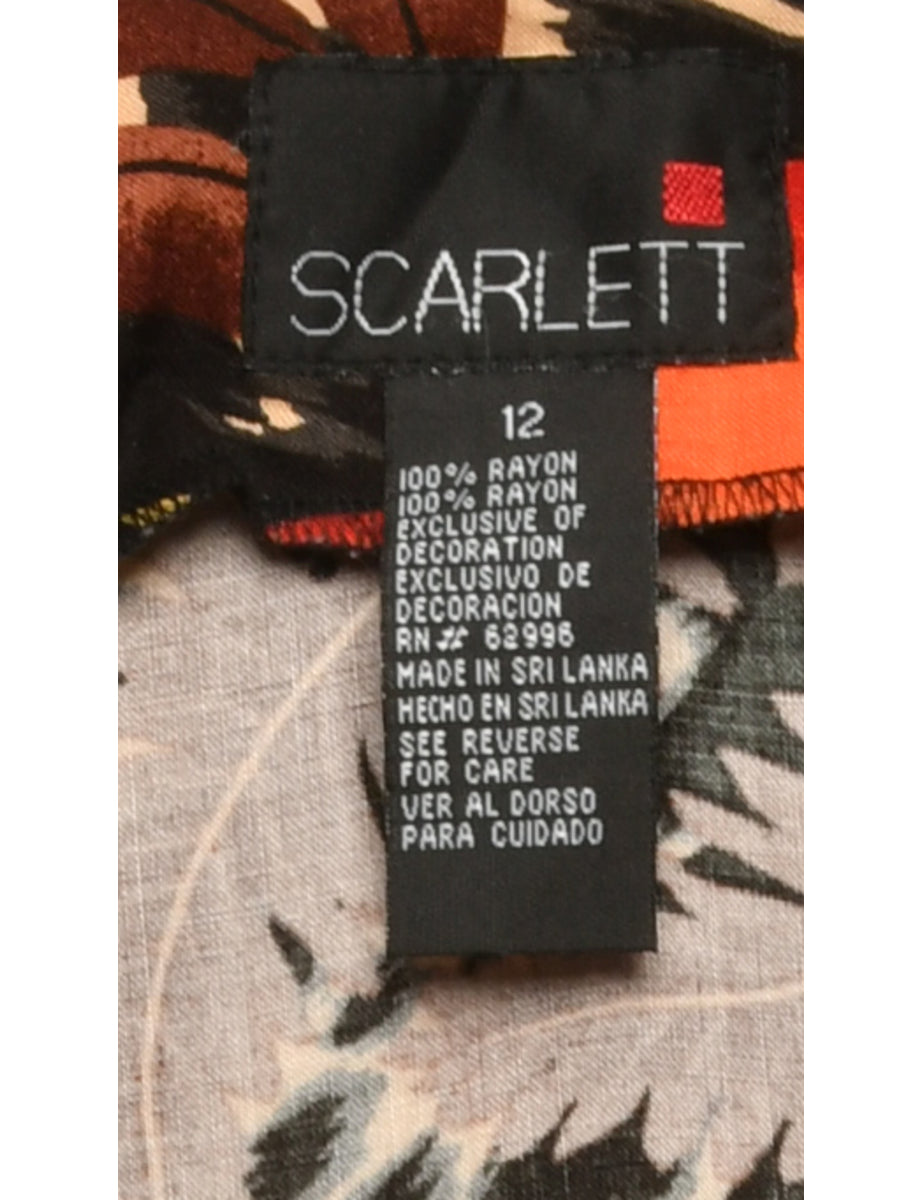 SCARLETT
12
100% RAYON
100% RAYON
EXCLUSIVE OF
DECORATION
EXCLUSIVO DE
DECORACION
RN # 62996
MADE IN SRI LANKA
HECHO EN SRI LANKA
SEE REVERSE
FOR CARE
VER AL DORSO
PARA CUIDADO